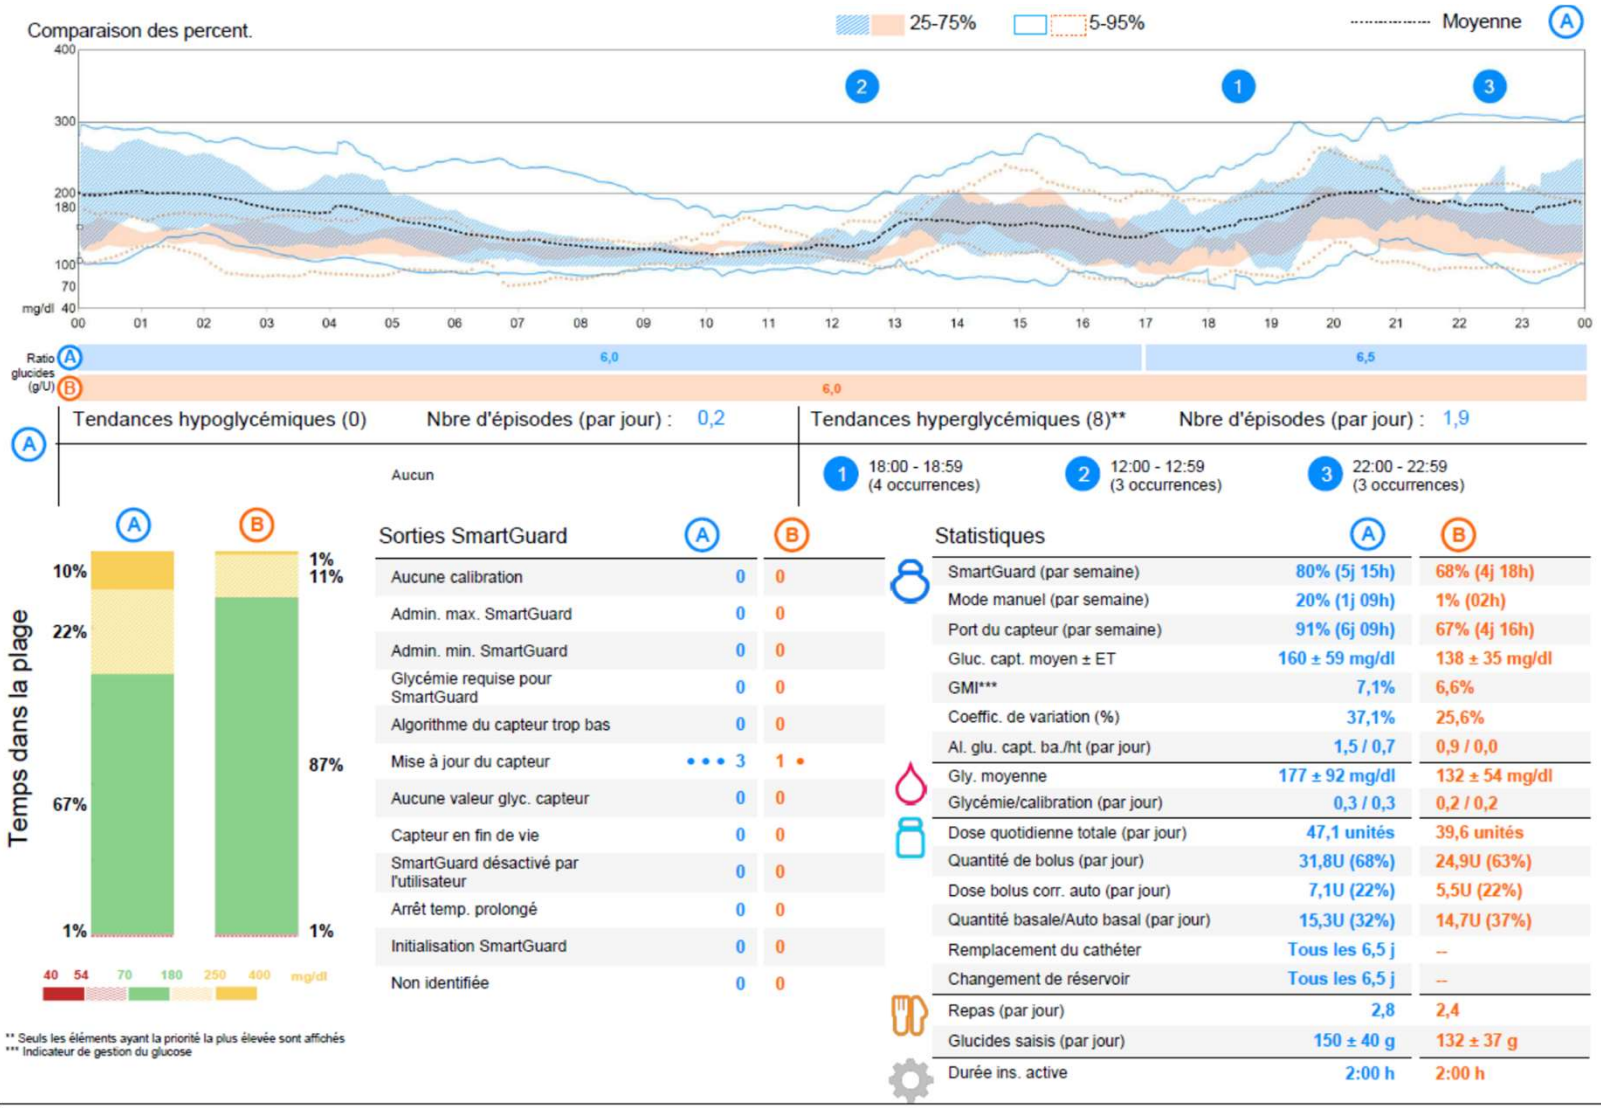 Comparaison des percent. 25-75% 5-95% Moyenne A
400
300
200
180
100
70
mg/dl 40
2 1 3
00 01 02 03 04 05 06 07 08 09 10 11 12 13 14 15 16 17 18 19 20 21 22 23 00
Ratio glucides (g/U)
A 6,0 6,5
B 6,0
A
Tendances hypoglycémiques (0) Nbre d'épisodes (par jour) : 0,2
Aucun
Tendances hyperglycémiques (8)** Nbre d'épisodes (par jour) : 1,9
1 18:00 - 18:59 (4 occurrences)
2 12:00 - 12:59 (3 occurrences)
3 22:00 - 22:59 (3 occurrences)
Temps dans la plage
A B
10% 1%
22% 11%
67% 87%
1% 1%
40 54 70 180 250 400 mg/dl
** Seuls les éléments ayant la priorité la plus élevée sont affichés
*** Indicateur de gestion du glucose
Sorties SmartGuard A B
Aucune calibration 0 0
Admin. max. SmartGuard 0 0
Admin. min. SmartGuard 0 0
Glycémie requise pour SmartGuard 0 0
Algorithme du capteur trop bas 0 0
Mise à jour du capteur 3 1
Aucune valeur glyc. capteur 0 0
Capteur en fin de vie 0 0
SmartGuard désactivé par l'utilisateur 0 0
Arrêt temp. prolongé 0 0
Initialisation SmartGuard 0 0
Non identifiée 0 0
Statistiques A B
SmartGuard (par semaine) 80% (5j 15h) 68% (4j 18h)
Mode manuel (par semaine) 20% (1j 09h) 1% (02h)
Port du capteur (par semaine) 91% (6j 09h) 67% (4j 16h)
Gluc. capt. moyen ± ET 160 ± 59 mg/dl 138 ± 35 mg/dl
GMI*** 7,1% 6,6%
Coeffic. de variation (%) 37,1% 25,6%
Al. glu. capt. ba./ht (par jour) 1,5 / 0,7 0,9 / 0,0
Gly. moyenne 177 ± 92 mg/dl 132 ± 54 mg/dl
Glycémie/calibration (par jour) 0,3 / 0,3 0,2 / 0,2
Dose quotidienne totale (par jour) 47,1 unités 39,6 unités
Quantité de bolus (par jour) 31,8U (68%) 24,9U (63%)
Dose bolus corr. auto (par jour) 7,1U (22%) 5,5U (22%)
Quantité basale/Auto basal (par jour) 15,3U (32%) 14,7U (37%)
Remplacement du cathéter Tous les 6,5 j --
Changement de réservoir Tous les 6,5 j --
Repas (par jour) 2,8 2,4
Glucides saisis (par jour) 150 ± 40 g 132 ± 37 g
Durée ins. active 2:00 h 2:00 h